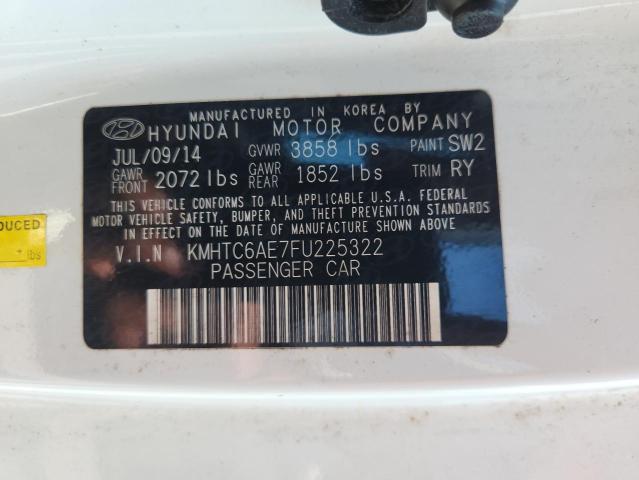 MANUFACTURED IN KOREA BY
HYUNDAI MOTOR COMPANY
JUL/09/14 GVWR 3858 lbs PAINT SW2
GAWR FRONT 2072 lbs GAWR REAR 1852 lbs TRIM RY
THIS VEHICLE CONFORMS TO ALL APPLICABLE U.S.A. FEDERAL
MOTOR VEHICLE SAFETY, BUMPER, AND THEFT PREVENTION STANDARDS
IN EFFECT ON THE DATE OF MANUFACTURE SHOWN ABOVE
V.I.N KMHTC6AE7FU225322
PASSENGER CAR
ODUCED
lbs